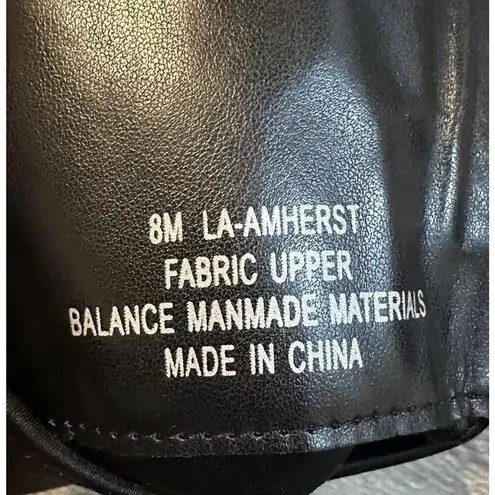 8M LA-AMHERST
FABRIC UPPER
BALANCE MANMADE MATERIALS
MADE IN CHINA